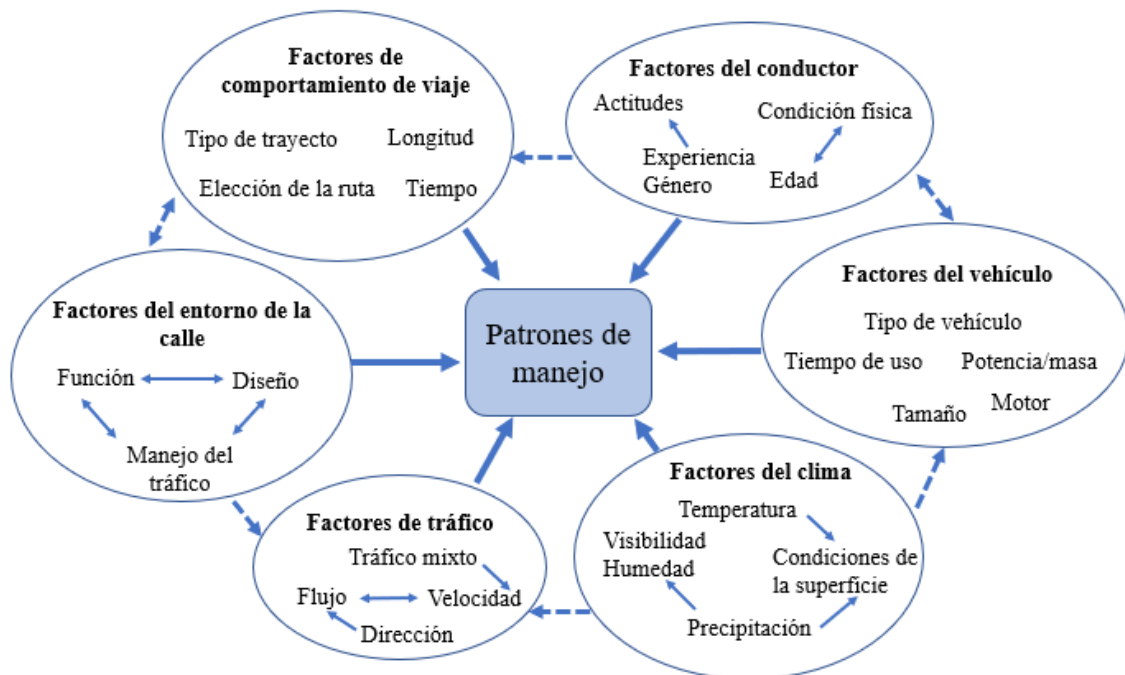 Factores de
comportamiento de viaje
Tipo de trayecto
Longitud
Elección de la ruta
Tiempo
Factores del conductor
Actitudes
Condición física
Experiencia
Género
Edad
Factores del entorno de la
calle
Función
Diseño
Manejo del
tráfico
Patrones de
manejo
Factores del vehículo
Tipo de vehículo
Tiempo de uso
Potencia/masa
Tamaño
Motor
Factores de tráfico
Tráfico mixto
Flujo
Velocidad
Dirección
Factores del clima
Temperatura
Visibilidad
Humedad
Condiciones de
la superfície
Precipitación